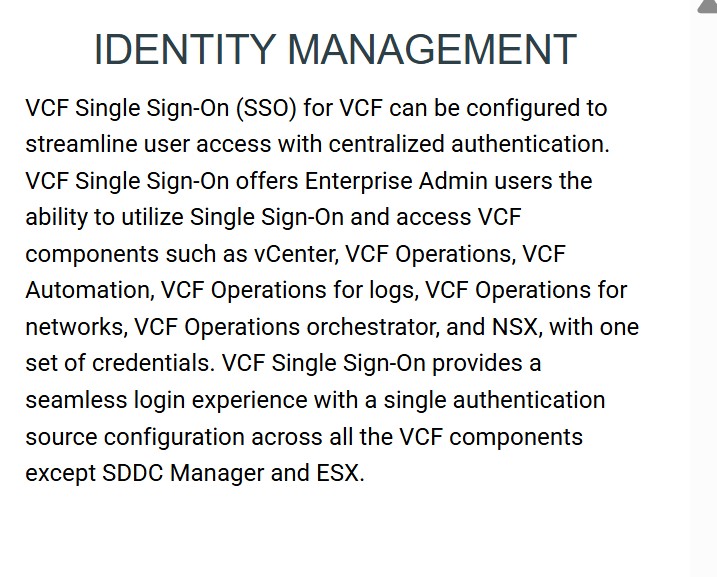 IDENTITY MANAGEMENT
VCF Single Sign-On (SSO) for VCF can be configured to
streamline user access with centralized authentication.
VCF Single Sign-On offers Enterprise Admin users the
ability to utilize Single Sign-On and access VCF
components such as vCenter, VCF Operations, VCF
Automation, VCF Operations for logs, VCF Operations for
networks, VCF Operations orchestrator, and NSX, with one
set of credentials. VCF Single Sign-On provides a
seamless login experience with a single authentication
source configuration across all the VCF components
except SDDC Manager and ESX.